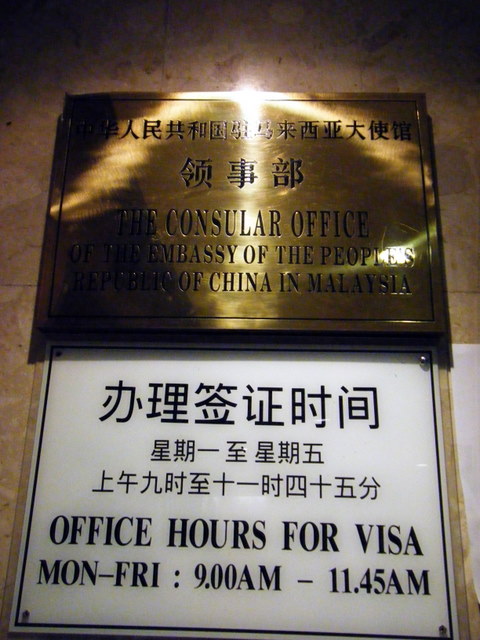 中华人民共和国驻马来西亚大使馆
领事部
THE CONSULAR OFFICE
OF THE EMBASSY OF THE PEOPLE'S
REPUBLIC OF CHINA IN MALAYSIA
办理签证时间
星期一至星期五
上午九时至十一时四十五分
OFFICE HOURS FOR VISA
MON-FRI : 9.00AM - 11.45AM